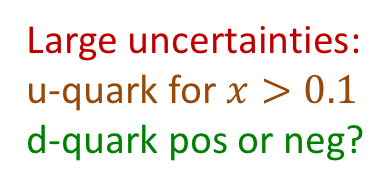 Large uncertainties:
u-quark for x > 0.1
d-quark pos or neg?